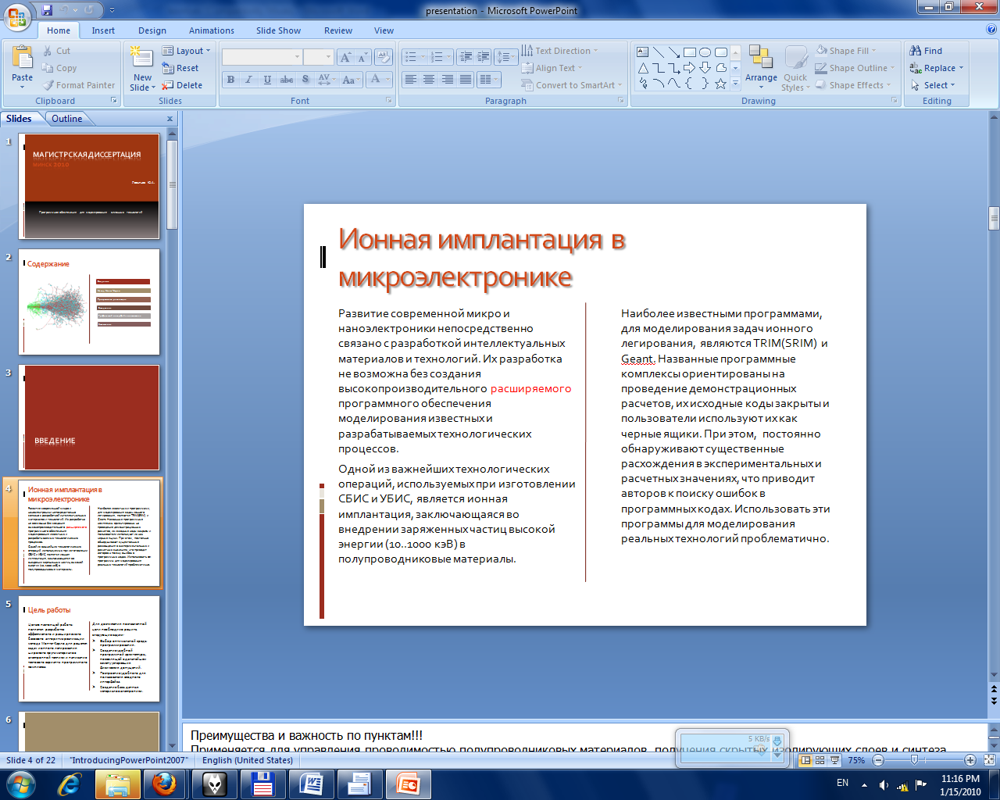 presentation - Microsoft PowerPoint
Home Insert Design Animations Slide Show Review View
Paste
Cut
Copy
Format Painter
Clipboard
New Slide
Layout
Reset
Delete
Slides
B I U abc S AV Aa A
Font
Text Direction
Align Text
Convert to SmartArt
Paragraph
Arrange
Quick Styles
Shape Fill
Shape Outline
Shape Effects
Drawing
Find
Replace
Select
Editing
Slides Outline x
1
МАГИСТРСКАЯ ДИССЕРТАЦИЯ
2
Содержание
3
ВВЕДЕНИЕ
4
Ионная имплантация в
микроэлектронике
5
Цель работы
6
Ионная имплантация в
микроэлектронике
Развитие современной микро и
наноэлектроники непосредственно
связано с разработкой интеллектуальных
материалов и технологий. Их разработка
не возможна без создания
высокопроизводительного расширяемого
программного обеспечения
моделирования известных и
разрабатываемых технологических
процессов.
Одной из важнейших технологических
операций, используемых при изготовлении
СБИС и УБИС, является ионная
имплантация, заключающаяся во
внедрении заряженных частиц высокой
энергии (10..1000 кэВ) в
полупроводниковые материалы.
Наиболее известными программами,
для моделирования задач ионного
легирования, являются TRIM(SRIM) и
Geant. Названные программные
комплексы ориентированы на
проведение демонстрационных
расчетов, их исходные коды закрыты и
пользователи используют их как
черные ящики. При этом, постоянно
обнаруживают существенные
расхождения в экспериментальных и
расчетных значениях, что приводит
авторов к поиску ошибок в
программных кодах. Использовать эти
программы для моделирования
реальных технологий проблематично.
Преимущества и важность по пунктам!!!
Применяется для управления проводимостью полупроводниковых материалов, получения скрытых изолирующих слоев и синтеза
5 KB/s
Slide 4 of 22 "IntroducingPowerPoint2007" English (United States) 75%
EN
11:16 PM
1/15/2010